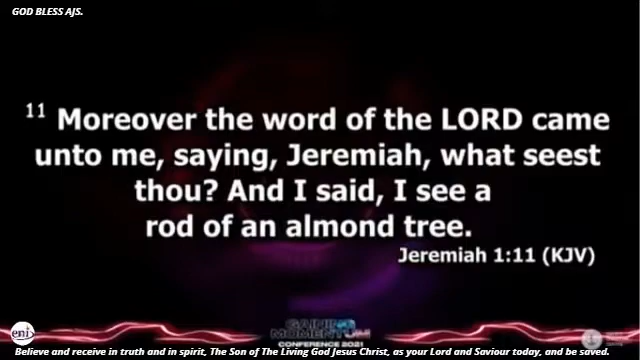 GOD BLESS AJS.
11 Moreover the word of the LORD came
unto me, saying, Jeremiah, what seest
thou? And I said, I see a
rod of an almond tree.
Jeremiah 1:11 (KJV)
eni
GAINING
MOMENTUM
CONFERENCE 2021
Believe and receive in truth and in spirit, The Son of The Living God Jesus Christ, as your Lord and Saviour today, and be saved.